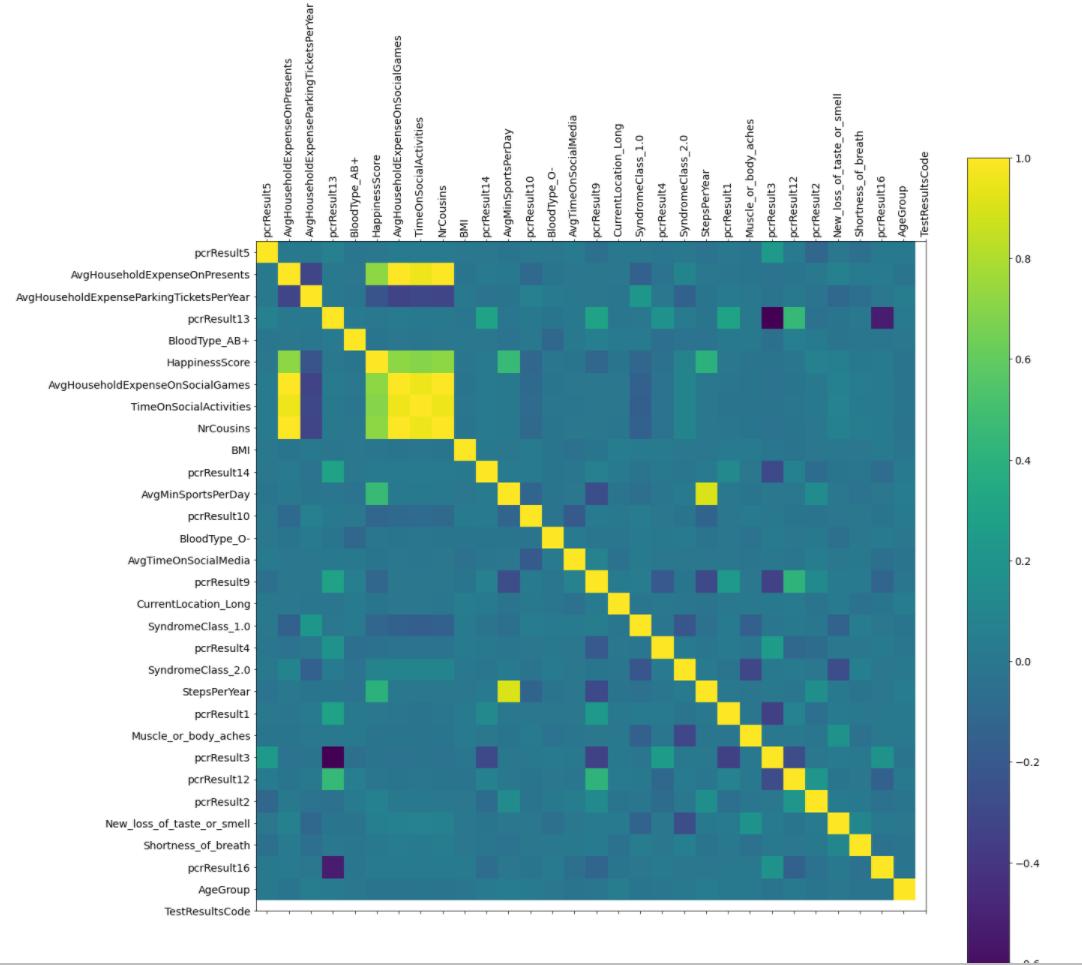 pcrResult5
AvgHouseholdExpenseOnPresents
AvgHouseholdExpenseParkingTicketsPerYear
pcrResult13
BloodType_AB+
HappinessScore
AvgHouseholdExpenseOnSocialGames
TimeOnSocialActivities
NrCousins
BMI
pcrResult14
AvgMinSportsPerDay
pcrResult10
BloodType_O-
AvgTimeOnSocialMedia
pcrResult9
CurrentLocation_Long
SyndromeClass_1.0
pcrResult4
SyndromeClass_2.0
StepsPerYear
pcrResult1
Muscle_or_body_aches
pcrResult3
pcrResult12
pcrResult2
New_loss_of_taste_or_smell
Shortness_of_breath
pcrResult16
AgeGroup
TestResultsCode
pcrResult5
AvgHouseholdExpenseOnPresents
AvgHouseholdExpenseParkingTicketsPerYear
pcrResult13
BloodType_AB+
HappinessScore
AvgHouseholdExpenseOnSocialGames
TimeOnSocialActivities
NrCousins
BMI
pcrResult14
AvgMinSportsPerDay
pcrResult10
BloodType_O-
AvgTimeOnSocialMedia
pcrResult9
CurrentLocation_Long
SyndromeClass_1.0
pcrResult4
SyndromeClass_2.0
StepsPerYear
pcrResult1
Muscle_or_body_aches
pcrResult3
pcrResult12
pcrResult2
New_loss_of_taste_or_smell
Shortness_of_breath
pcrResult16
AgeGroup
TestResultsCode
1.0
0.8
0.6
0.4
0.2
0.0
−0.2
−0.4